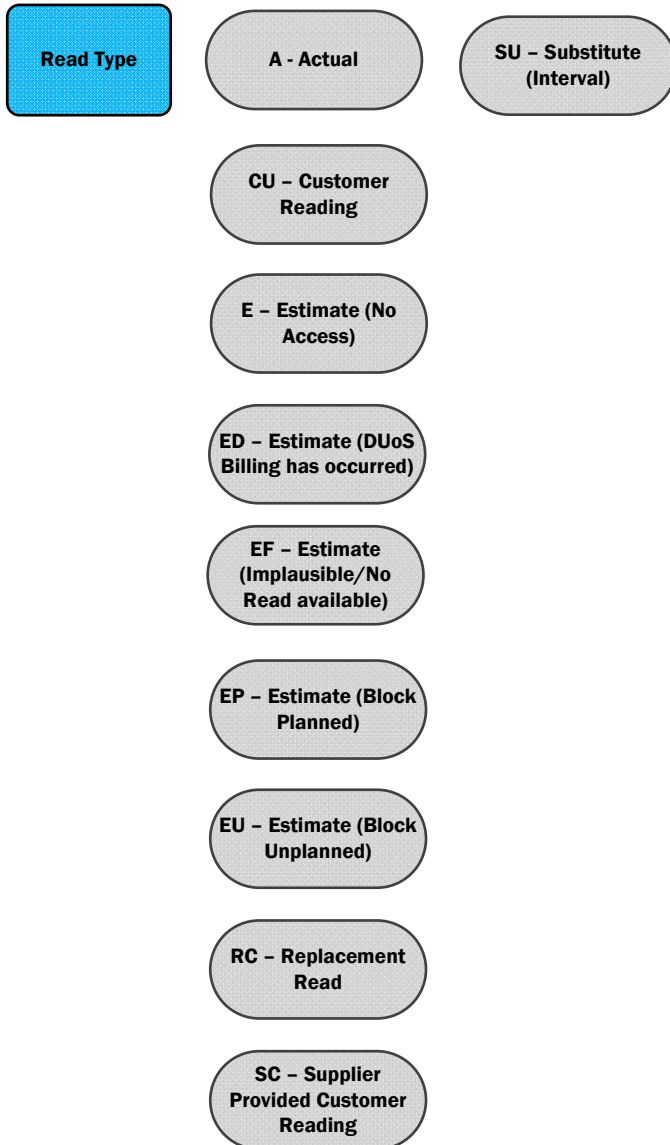 Read Type
A - Actual
SU – Substitute
(Interval)
CU – Customer
Reading
E – Estimate (No
Access)
ED – Estimate (DUoS
Billing has occurred)
EF – Estimate
(Implausible/No
Read available)
EP – Estimate (Block
Planned)
EU – Estimate (Block
Unplanned)
RC – Replacement
Read
SC – Supplier
Provided Customer
Reading